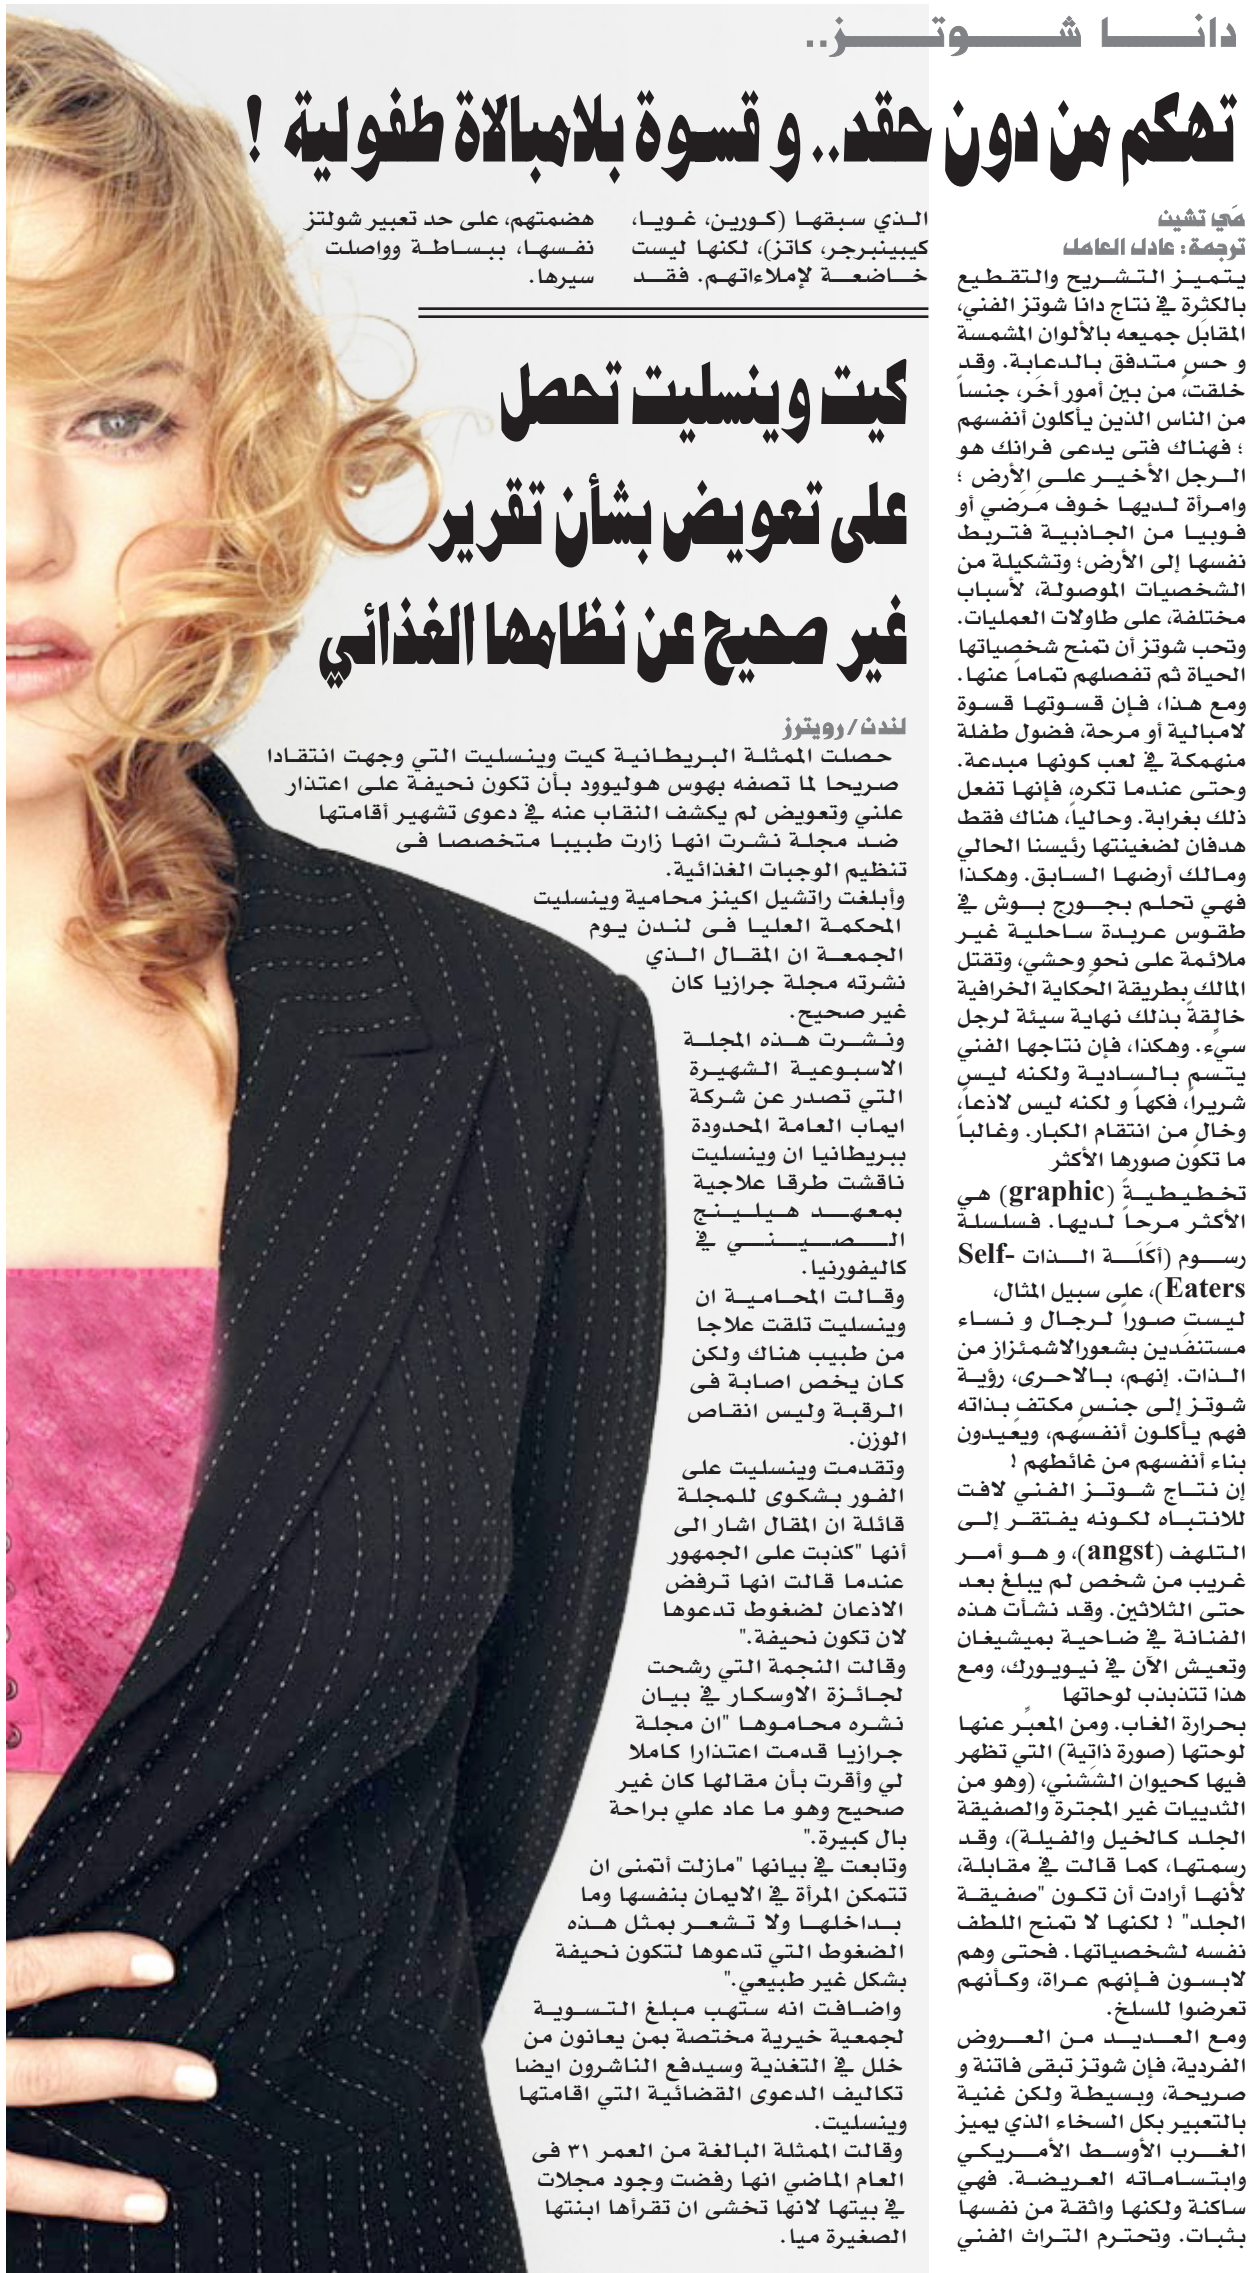 دانا شوتز..
تهكم من دون حقد.. و قسوة بلامبالاة طفولية !
مَي تشين
ترجمة: عادل العامل
يتميز التشريح والتقطيع
بالكثرة في نتاج دانا شوتز الفني،
المقابَل جميعه بالألوان المشمسة
و حسٍ متدفق بالدعابة. وقد
خلقت، من بين أمور أخَر، جنساً
من الناس الذين يأكلون أنفسهم
؛ فهناك فتى يدعى فرانك هو
الرجل الأخير على الأرض ؛
وامرأة لديها خوف مَرَضي أو
فوبيا من الجاذبية فتربط
نفسها إلى الأرض؛ وتشكيلة من
الشخصيات الموصولة، لأسباب
مختلفة، على طاولات العمليات.
وتحب شوتز أن تمنح شخصياتها
الحياة ثم تفصلهم تماماً عنها.
ومع هذا، فإن قسوتها قسوة
لامبالية أو مرحة، فضول طفلة
منهمكة في لعب كونها مبدعة.
وحتى عندما تكره، فإنها تفعل
ذلك بغرابة. وحالياً، هناك فقط
هدفان لضغينتها رئيسنا الحالي
ومالك أرضها السابق. وهكذا
فهي تحلم بجورج بوش في
طقوس عربدة ساحلية غير
ملائمة على نحوٍ وحشي، وتقتل
المالك بطريقة الحكاية الخرافية
خالقةً بذلك نهاية سيئة لرجل
سيء. وهكذا، فإن نتاجها الفني
يتسم بالسادية ولكنه ليس
شريراً، فكهاً و لكنه ليس لاذعاً،
وخالٍ من انتقام الكبار. وغالباً
ما تكون صورها الأكثر
تخطيطيةً (graphic) هي
الأكثر مرحاً لديها. فسلسلة
رسوم (أكَلَة الذات Self-
Eaters)، على سبيل المثال،
ليست صوراً لرجال و نساء
مستنفَدين بشعورالاشمئزاز من
الذات. إنهم، بالاحرى، رؤية
شوتز إلى جنسٍ مكتفٍ بذاته
فهم يأكلون أنفسهم، ويعيدون
بناء أنفسهم من غائطهم !
إن نتاج شوتز الفني لافت
للانتباه لكونه يفتقر إلى
التلهف (angst)، و هو أمر
غريب من شخص لم يبلغ بعد
حتى الثلاثين. وقد نشأت هذه
الفنانة في ضاحية بميشيغان
وتعيش الآن في نيويورك، ومع
هذا تتذبذب لوحاتها
بحرارة الغاب. ومن المعبِّر عنها
لوحتها (صورة ذاتية) التي تظهر
فيها كحيوان الشَشني، (وهو من
الثدييات غير المجترة والصفيقة
الجلد كالخيل والفيلة)، وقد
رسمتها، كما قالت في مقابلة،
لأنها أرادت أن تكون "صفيقة
الجلد" ! لكنها لا تمنح اللطف
نفسه لشخصياتها. فحتى وهم
لابسون فإنهم عراة، وكأنهم
تعرضوا للسلخ.
ومع العديد من العروض
الفردية، فإن شوتز تبقى فاتنة و
صريحة، وبسيطة ولكن غنية
بالتعبير بكل السخاء الذي يميز
الغرب الأوسط الأمريكي
وابتساماته العريضة. فهي
ساكنة ولكنها واثقة من نفسها
بثبات. وتحترم التراث الفني
الذي سبقها (كورين، غويا،
كيبينبرجر، كاتز)، لكنها ليست
خاضعة لإملاءاتهم. فقد
هضمتهم، على حد تعبير شولتز
نفسها، ببساطة وواصلت
سيرها.
كيت وينسليت تحصل
على تعويض بشأن تقرير
غير صحيح عن نظامها الغذائي
لندن/رويترز
حصلت الممثلة البريطانية كيت وينسليت التي وجهت انتقادا
صريحا لما تصفه بهوس هوليوود بأن تكون نحيفة على اعتذار
علني وتعويض لم يكشف النقاب عنه في دعوى تشهير أقامتها
ضد مجلة نشرت انها زارت طبيبا متخصصا فى
تنظيم الوجبات الغذائية.
وأبلغت راتشيل اكينز محامية وينسليت
المحكمة العليا فى لندن يوم
الجمعة ان المقال الذي
نشرته مجلة جرازيا كان
غير صحيح.
ونشرت هذه المجلة
الاسبوعية الشهيرة
التي تصدر عن شركة
ايماب العامة المحدودة
ببريطانيا ان وينسليت
ناقشت طرقا علاجية
بمعهد هيلينج
الصيني في
كاليفورنيا.
وقالت المحامية ان
وينسليت تلقت علاجا
من طبيب هناك ولكن
كان يخص اصابة فى
الرقبة وليس انقاص
الوزن.
وتقدمت وينسليت على
الفور بشكوى للمجلة
قائلة ان المقال اشار الى
أنها "كذبت على الجمهور
عندما قالت انها ترفض
الاذعان لضغوط تدعوها
لان تكون نحيفة."
وقالت النجمة التي رشحت
لجائزة الاوسكار في بيان
نشره محاموها "ان مجلة
جرازيا قدمت اعتذارا كاملا
لي وأقرت بأن مقالها كان غير
صحيح وهو ما عاد علي براحة
بال كبيرة."
وتابعت في بيانها "مازلت أتمنى ان
تتمكن المرأة في الايمان بنفسها وما
بداخلها ولا تشعر بمثل هذه
الضغوط التي تدعوها لتكون نحيفة
بشكل غير طبيعي."
واضافت انه ستهب مبلغ التسوية
لجمعية خيرية مختصة بمن يعانون من
خلل في التغذية وسيدفع الناشرون ايضا
تكاليف الدعوى القضائية التي اقامتها
وينسليت.
وقالت الممثلة البالغة من العمر ٣١ فى
العام الماضي انها رفضت وجود مجلات
في بيتها لانها تخشى ان تقرأها ابنتها
الصغيرة ميا.